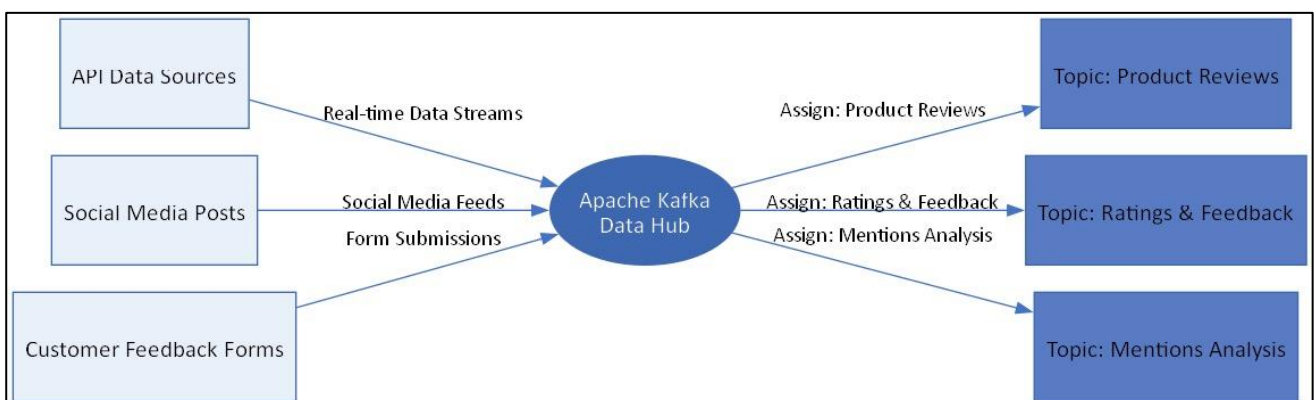 API Data Sources
Real-time Data Streams
Social Media Posts
Social Media Feeds
Form Submissions
Customer Feedback Forms
Apache Kafka
Data Hub
Assign: Product Reviews
Assign: Ratings & Feedback
Assign: Mentions Analysis
Topic: Product Reviews
Topic: Ratings & Feedback
Topic: Mentions Analysis